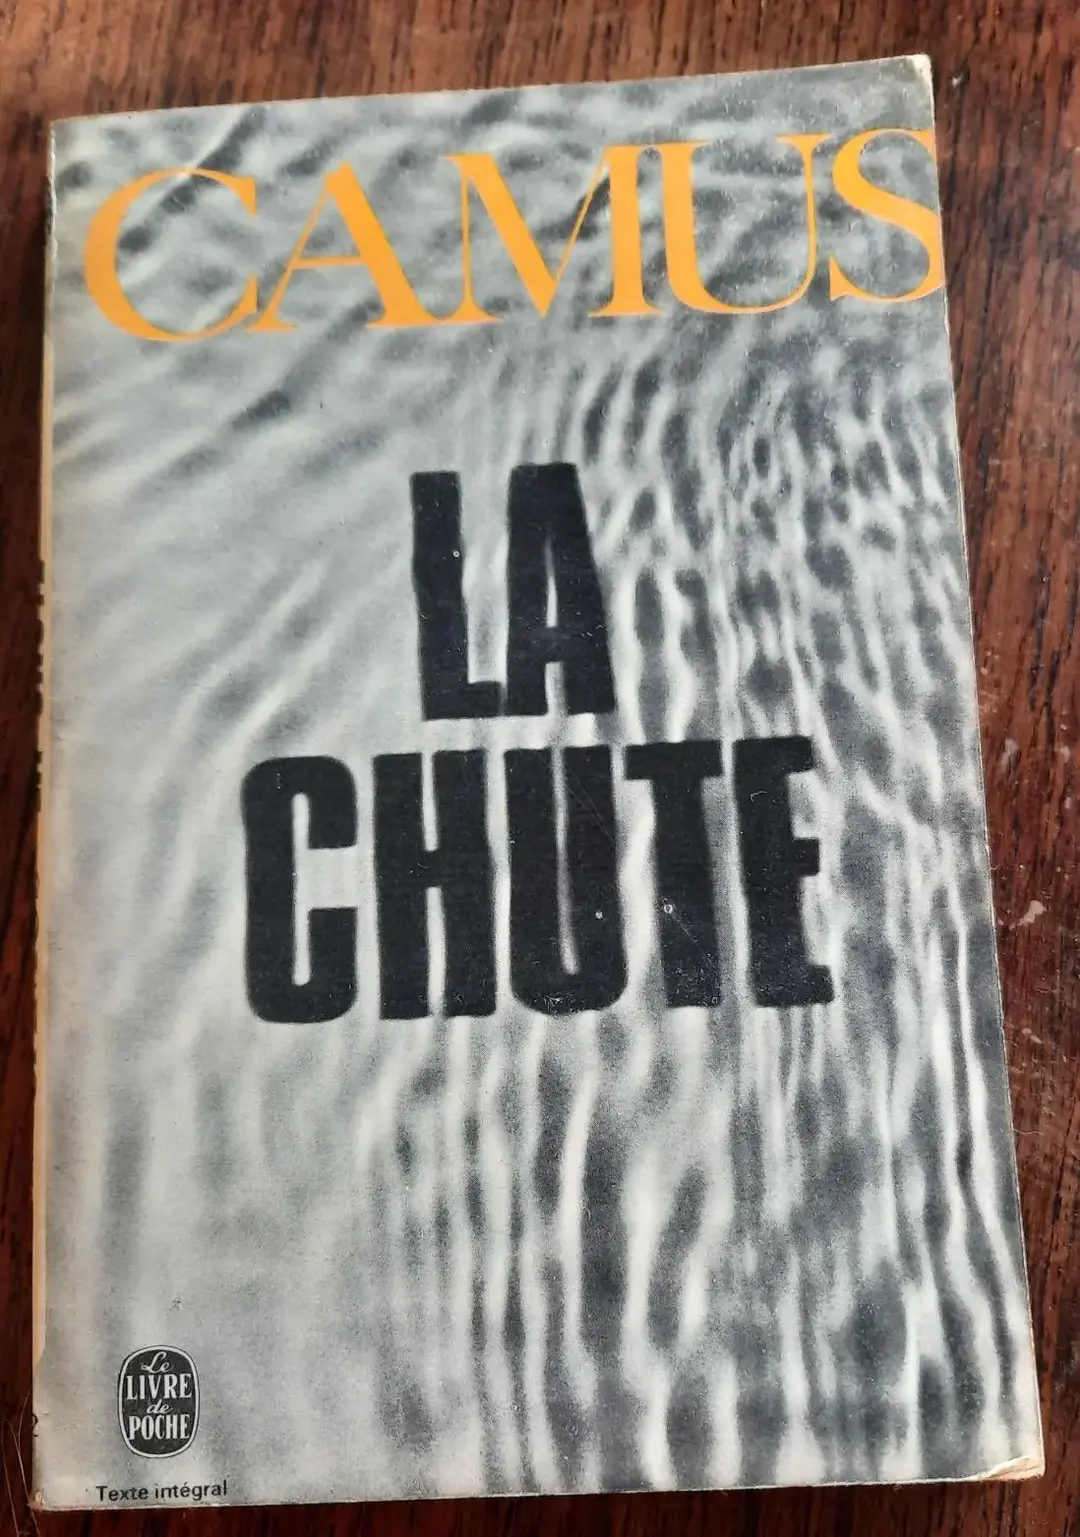 CAMUS
LA
CHUTE
Le
LIVRE
de
POCHE
Texte intégral